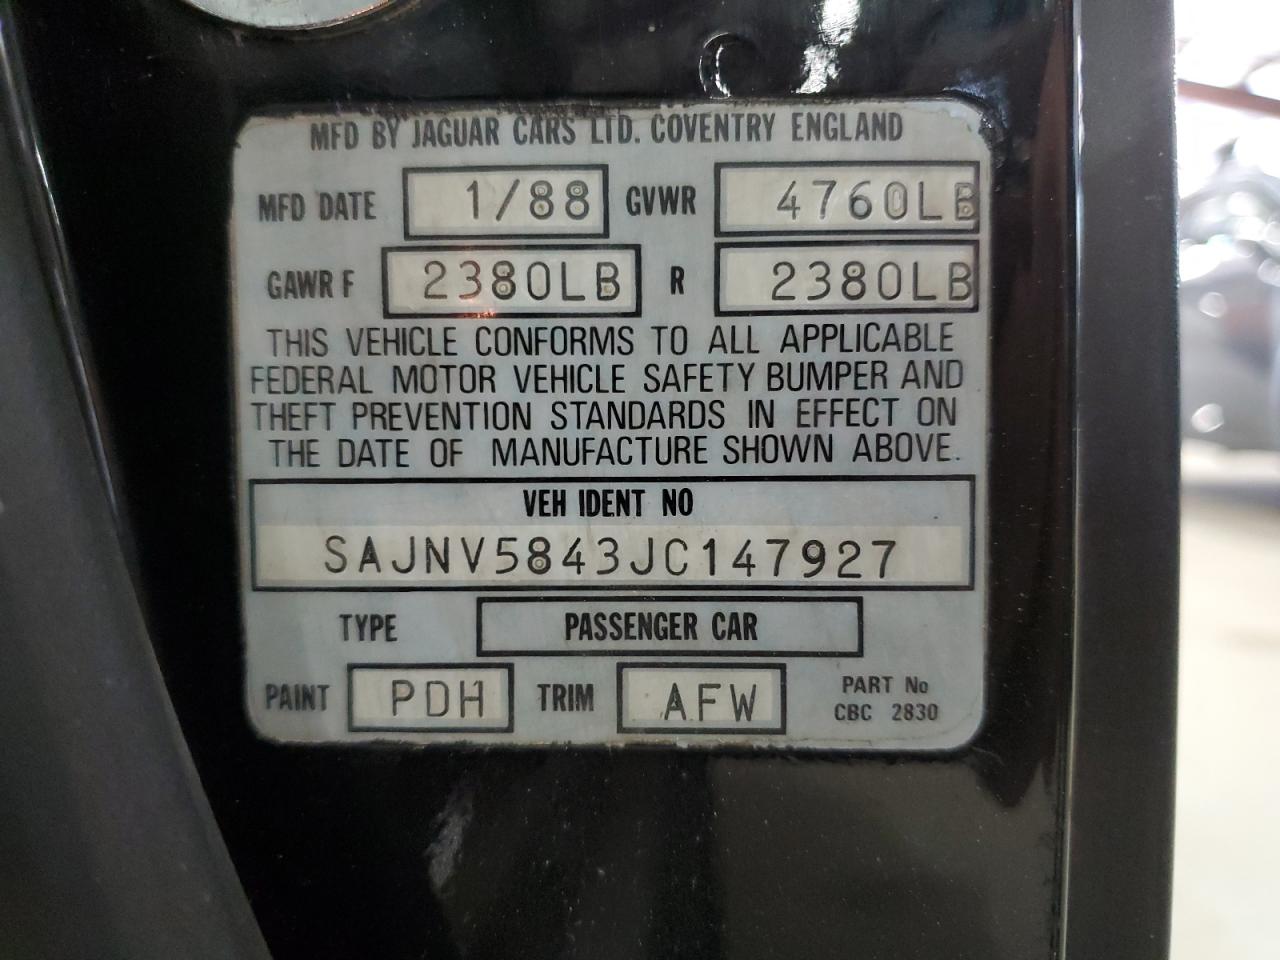 MFD BY JAGUAR CARS LTD. COVENTRY ENGLAND
MFD DATE 1/88 GVWR 4760LB
GAWR F 2380LB R 2380LB
THIS VEHICLE CONFORMS TO ALL APPLICABLE
FEDERAL MOTOR VEHICLE SAFETY BUMPER AND
THEFT PREVENTION STANDARDS IN EFFECT ON
THE DATE OF MANUFACTURE SHOWN ABOVE.
VEH IDENT NO
SAJNV5843JC147927
TYPE PASSENGER CAR
PAINT PDH TRIM AFW PART No
CBC 2830